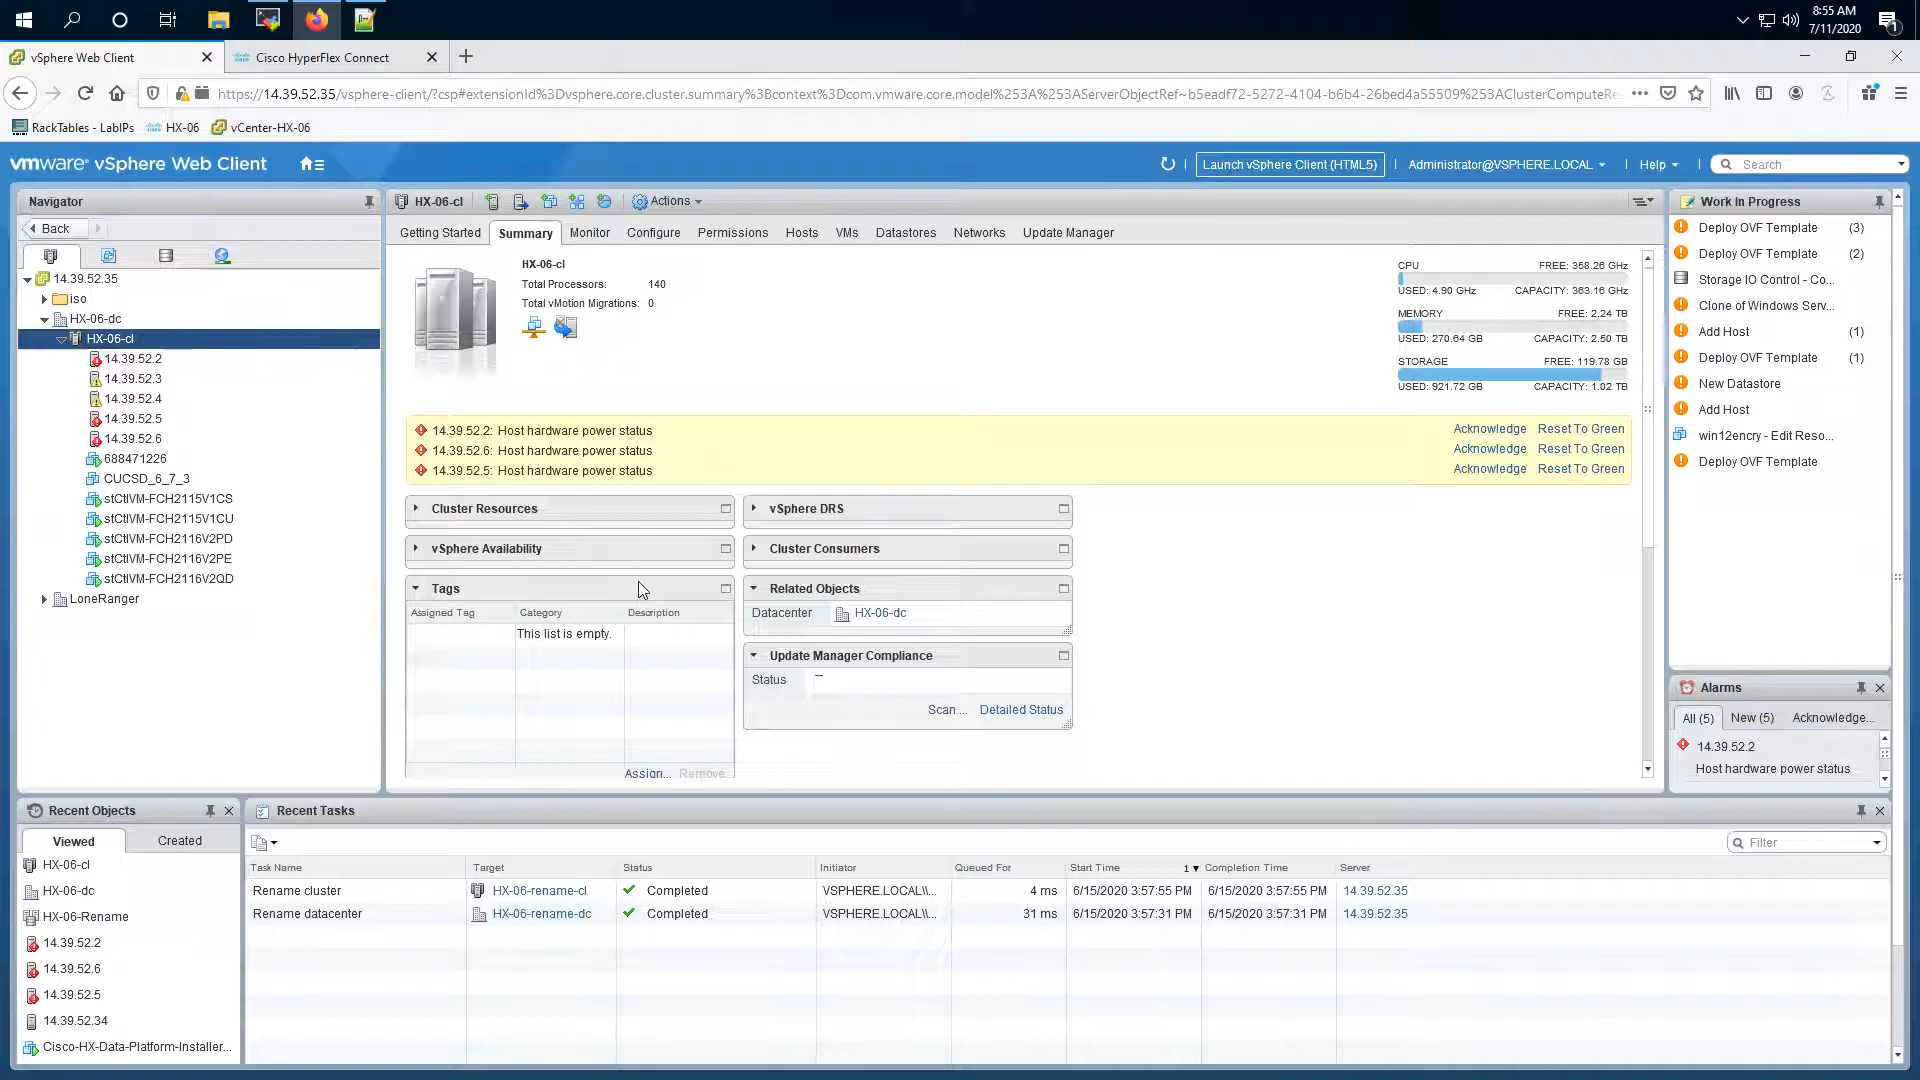 8:55 AM
7/11/2020
1
vSphere Web Client
Cisco HyperFlex Connect
https://14.39.52.35/vsphere-client/?csp#extensionId%3Dvsphere.core.cluster.summary%3Bcontext%3Dcom.vmware.core.model%253A%253AServerObjectRef~b5eadf72-5272-4104-b6b4-26bed4a55509%253AClusterComputeRe
RackTables - LabIPs
HX-06
vCenter-HX-06
vmware® vSphere Web Client
Launch vSphere Client (HTML5)
Administrator@VSPHERE.LOCAL
Help
Search
Navigator
Back
14.39.52.35
iso
HX-06-dc
HX-06-cl
14.39.52.2
14.39.52.3
14.39.52.4
14.39.52.5
14.39.52.6
688471226
CUCSD_6_7_3
stCtlVM-FCH2115V1CS
stCtlVM-FCH2115V1CU
stCtlVM-FCH2116V2PD
stCtlVM-FCH2116V2PE
stCtlVM-FCH2116V2QD
LoneRanger
HX-06-cl
Actions
Getting Started
Summary
Monitor
Configure
Permissions
Hosts
VMs
Datastores
Networks
Update Manager
HX-06-cl
Total Processors: 140
Total vMotion Migrations: 0
CPU FREE: 358.26 GHz
USED: 4.90 GHz CAPACITY: 363.16 GHz
MEMORY FREE: 2.24 TB
USED: 270.64 GB CAPACITY: 2.50 TB
STORAGE FREE: 119.78 GB
USED: 921.72 GB CAPACITY: 1.02 TB
14.39.52.2: Host hardware power status Acknowledge Reset To Green
14.39.52.6: Host hardware power status Acknowledge Reset To Green
14.39.52.5: Host hardware power status Acknowledge Reset To Green
Cluster Resources
vSphere DRS
vSphere Availability
Cluster Consumers
Tags
Assigned Tag Category Description
This list is empty.
Assign... Remove
Related Objects
Datacenter HX-06-dc
Update Manager Compliance
Status --
Scan ... Detailed Status
Work In Progress
Deploy OVF Template (3)
Deploy OVF Template (2)
Storage IO Control - Co...
Clone of Windows Serv...
Add Host (1)
Deploy OVF Template (1)
New Datastore
Add Host
win12encry - Edit Reso...
Deploy OVF Template
Alarms
All (5) New (5) Acknowledge...
14.39.52.2
Host hardware power status
Recent Objects
Viewed Created
HX-06-cl
HX-06-dc
HX-06-Rename
14.39.52.2
14.39.52.6
14.39.52.5
14.39.52.34
Cisco-HX-Data-Platform-Installer...
Recent Tasks
Filter
Task Name Target Status Initiator Queued For Start Time 1 Completion Time Server
Rename cluster HX-06-rename-cl Completed VSPHERE.LOCAL\\... 4 ms 6/15/2020 3:57:55 PM 6/15/2020 3:57:55 PM 14.39.52.35
Rename datacenter HX-06-rename-dc Completed VSPHERE.LOCAL\\... 31 ms 6/15/2020 3:57:31 PM 6/15/2020 3:57:31 PM 14.39.52.35